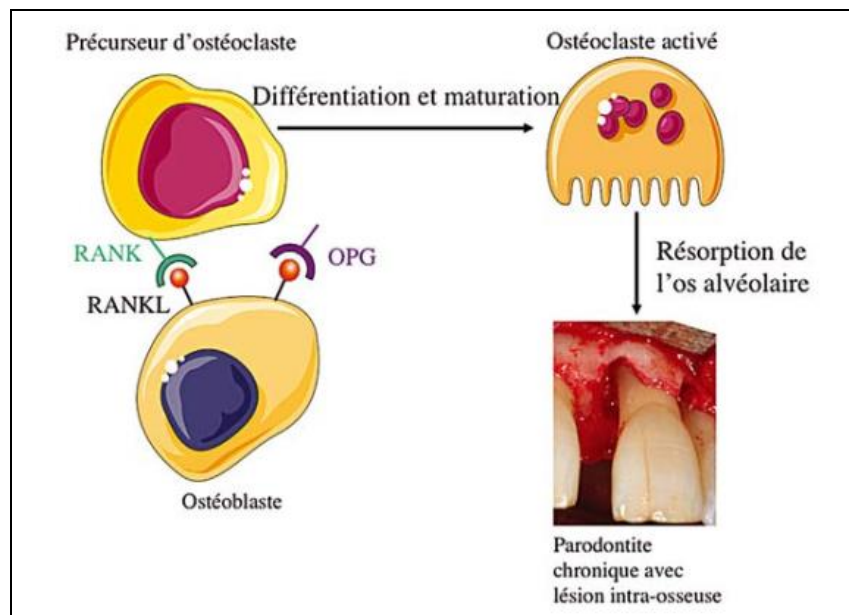 Précurseur d'ostéoclaste
Ostéoclaste activé
Différentiation et maturation
RANK
OPG
RANKL
Résorption de
l'os alvéolaire
Ostéoblaste
Parodontite
chronique avec
lésion intra-osseuse